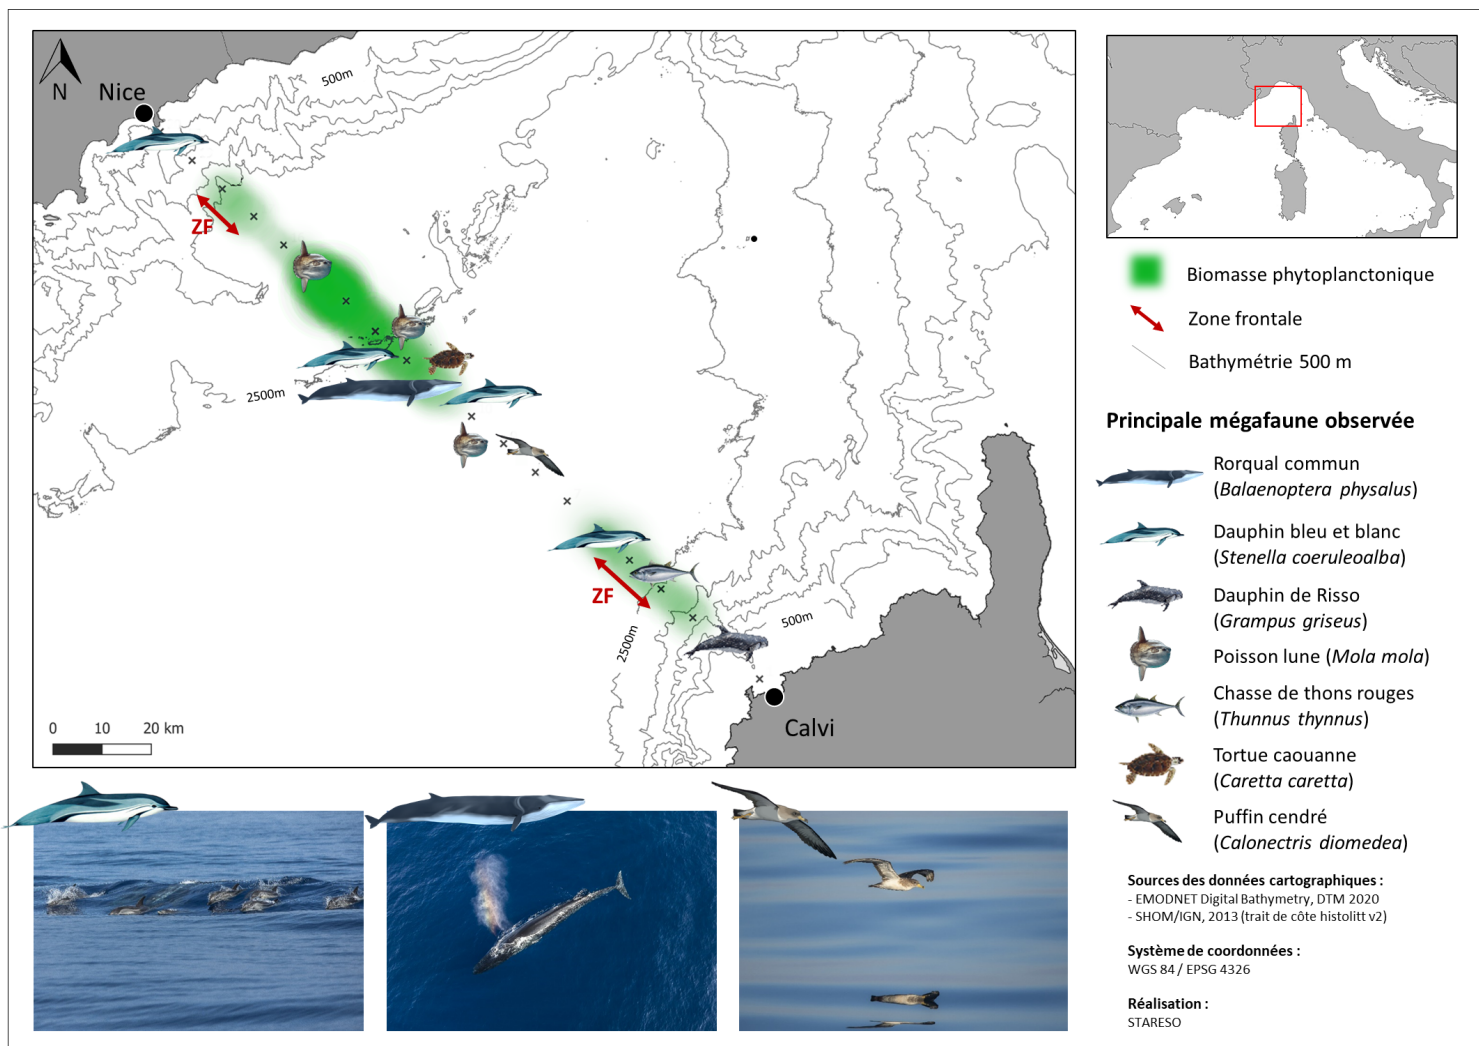 N
Nice
500m
ZF
2500m
ZF
2500m
500m
Calvi
0 10 20 km
Biomasse phytoplanctonique
Zone frontale
Bathymétrie 500 m
Principale mégafaune observée
Rorqual commun
(Balaenoptera physalus)
Dauphin bleu et blanc
(Stenella coeruleoalba)
Dauphin de Risso
(Grampus griseus)
Poisson lune (Mola mola)
Chasse de thons rouges
(Thunnus thynnus)
Tortue caouanne
(Caretta caretta)
Puffin cendré
(Calonectris diomedea)
Sources des données cartographiques :
- EMODNET Digital Bathymetry, DTM 2020
- SHOM/IGN, 2013 (trait de côte histolitt v2)
Système de coordonnées :
WGS 84 / EPSG 4326
Réalisation :
STARESO